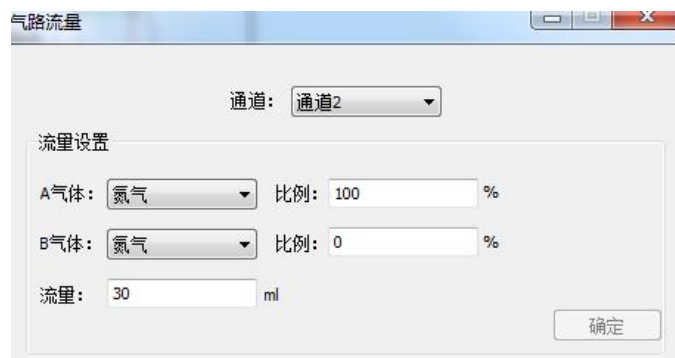 气路流量
通道： 通道2
流量设置
A气体： 氮气 比例： 100 %
B气体： 氮气 比例： 0 %
流量： 30 ml
确定